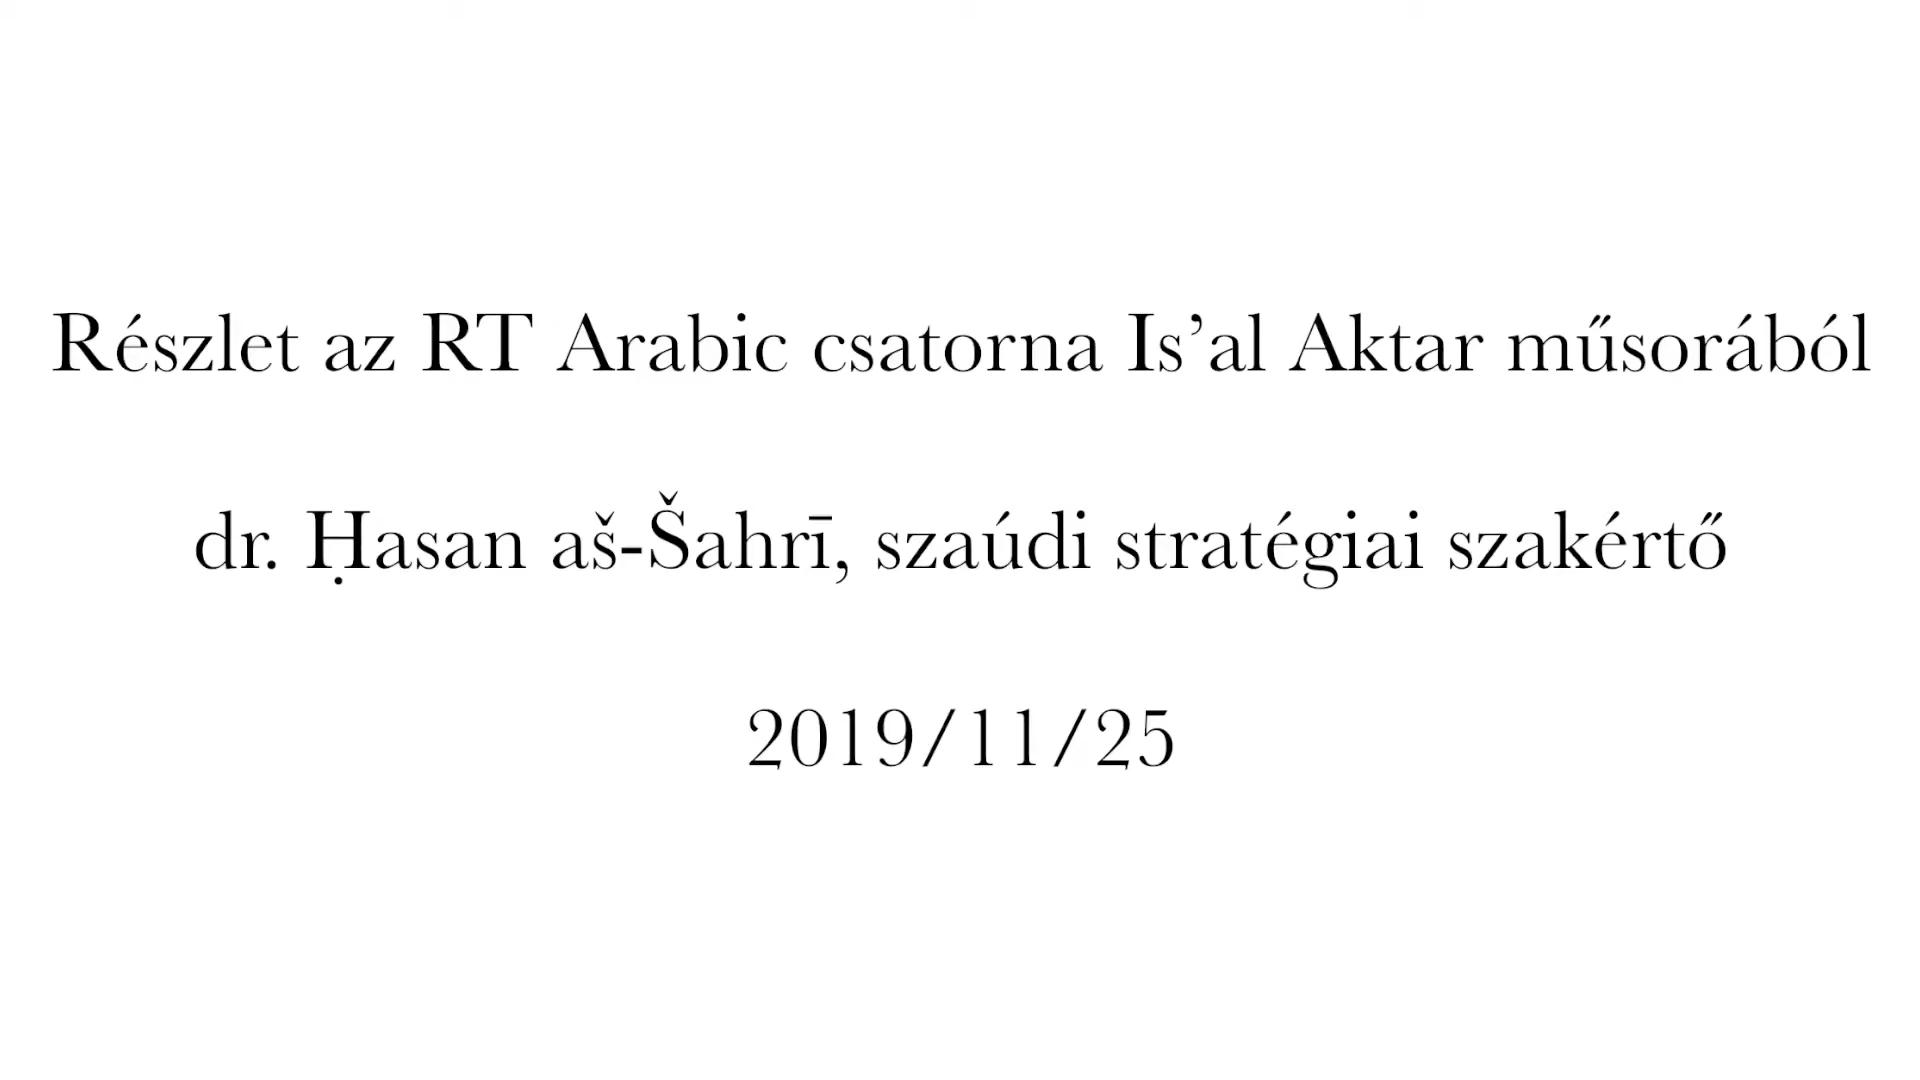 Részlet az RT Arabic csatorna Is’al Aktar műsorából
dr. Ḥasan aš-Šahrī, szaúdi stratégiai szakértő
2019/11/25